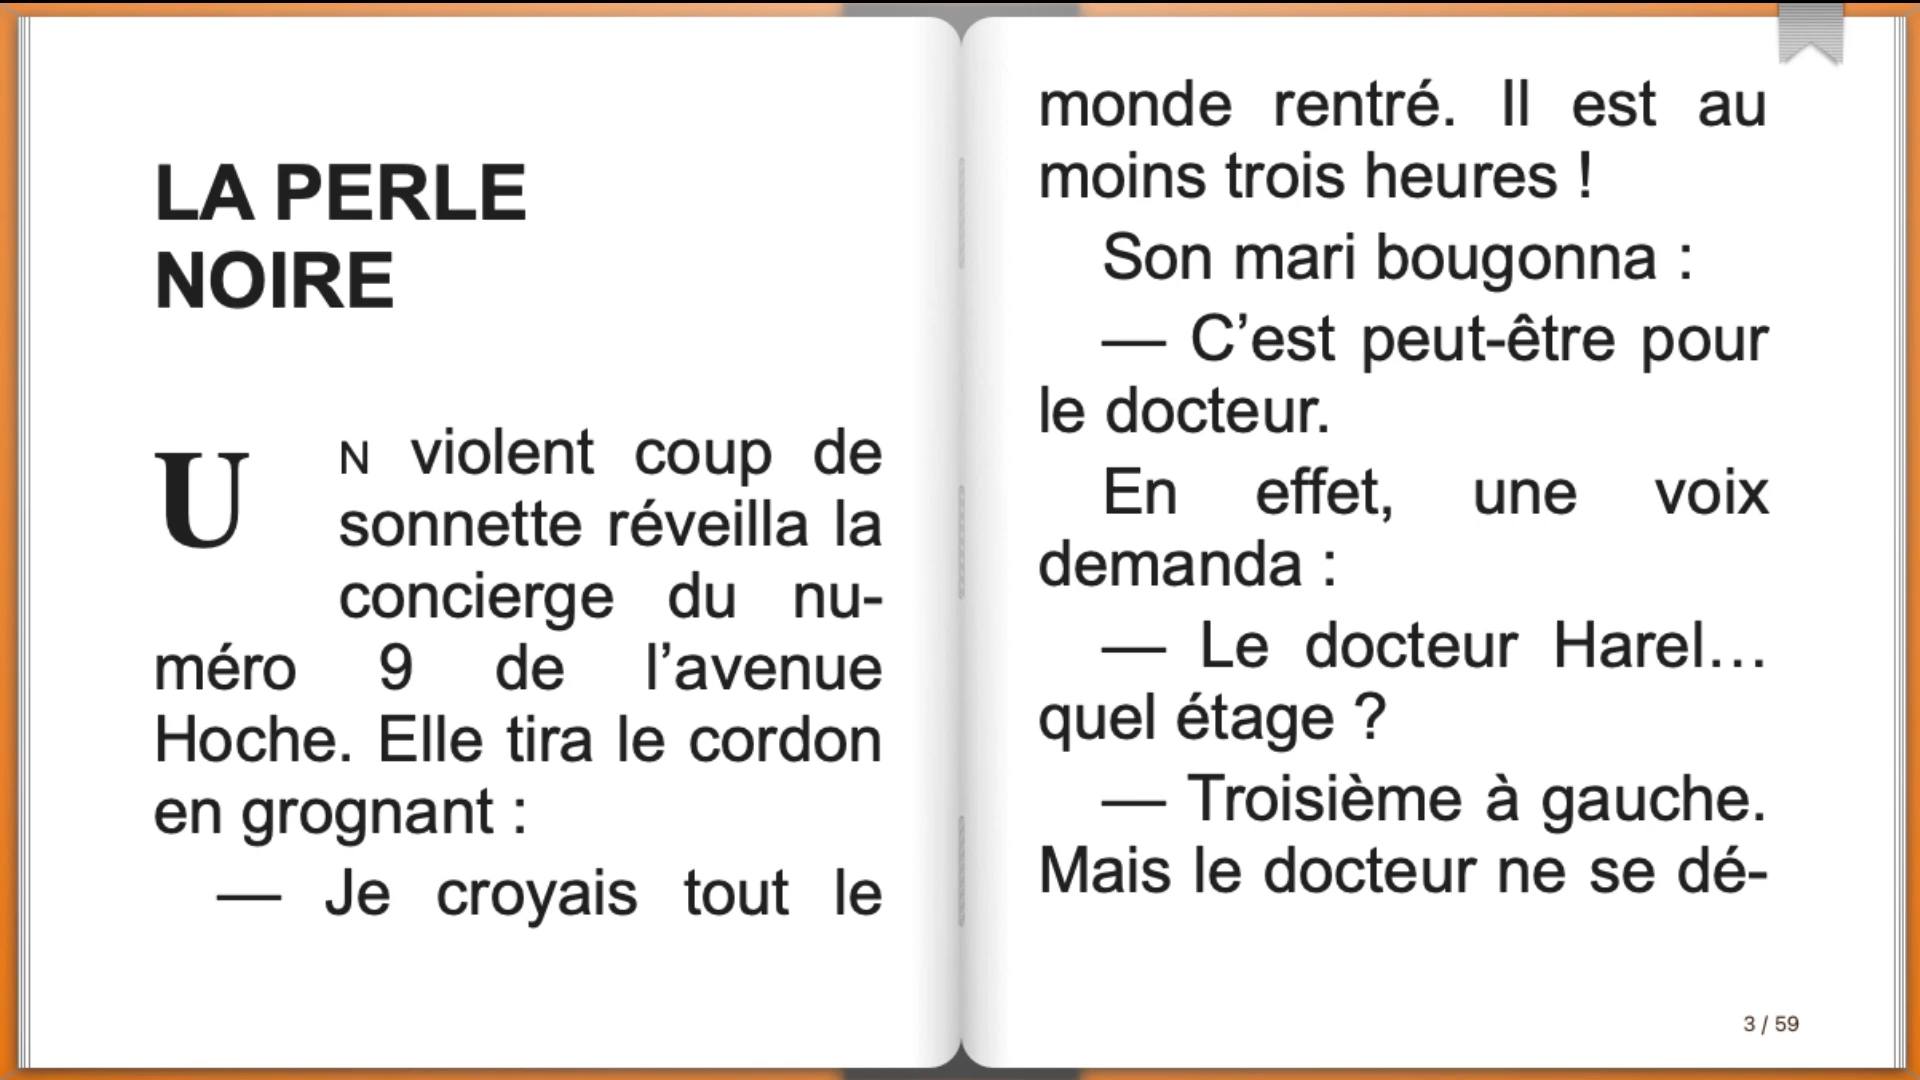 LA PERLE
NOIRE
UN violent coup de
sonnette réveilla la
concierge du nu-
méro 9 de l’avenue
Hoche. Elle tira le cordon
en grognant :
— Je croyais tout le
monde rentré. Il est au
moins trois heures !
Son mari bougonna :
— C’est peut-être pour
le docteur.
En effet, une voix
demanda :
— Le docteur Harel…
quel étage ?
— Troisième à gauche.
Mais le docteur ne se dé-
3 / 59